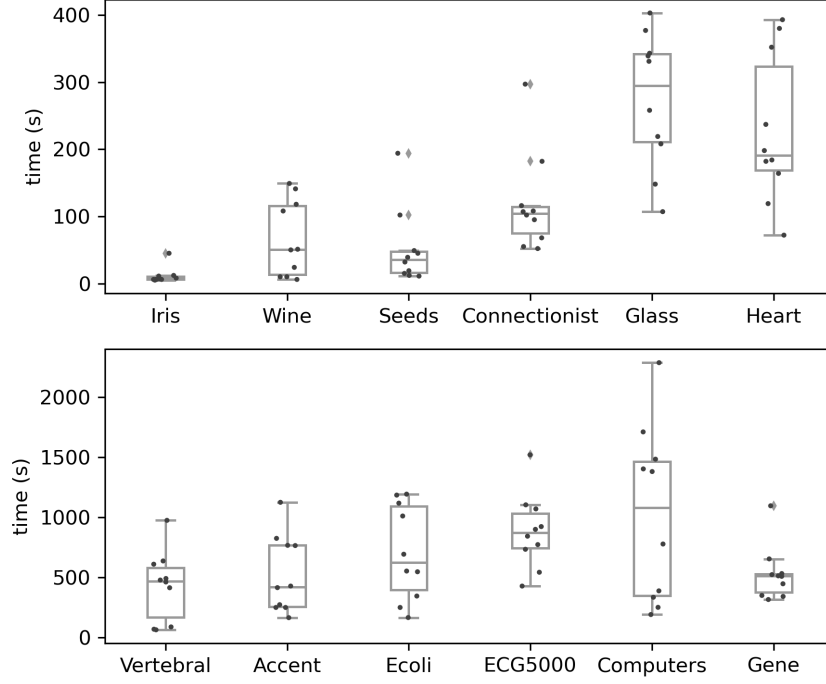 400
300
200
100
0
time (s)
Iris Wine Seeds Connectionist Glass Heart
2000
1500
1000
500
0
time (s)
Vertebral Accent Ecoli ECG5000 Computers Gene